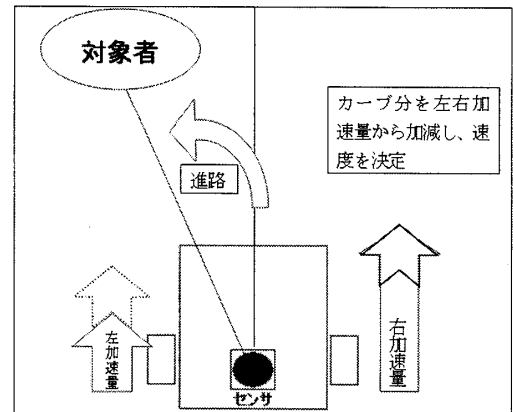 対象者
カーブ分を左右加
速量から加減し、速
度を決定
進路
左加速量
右加速量
センサ